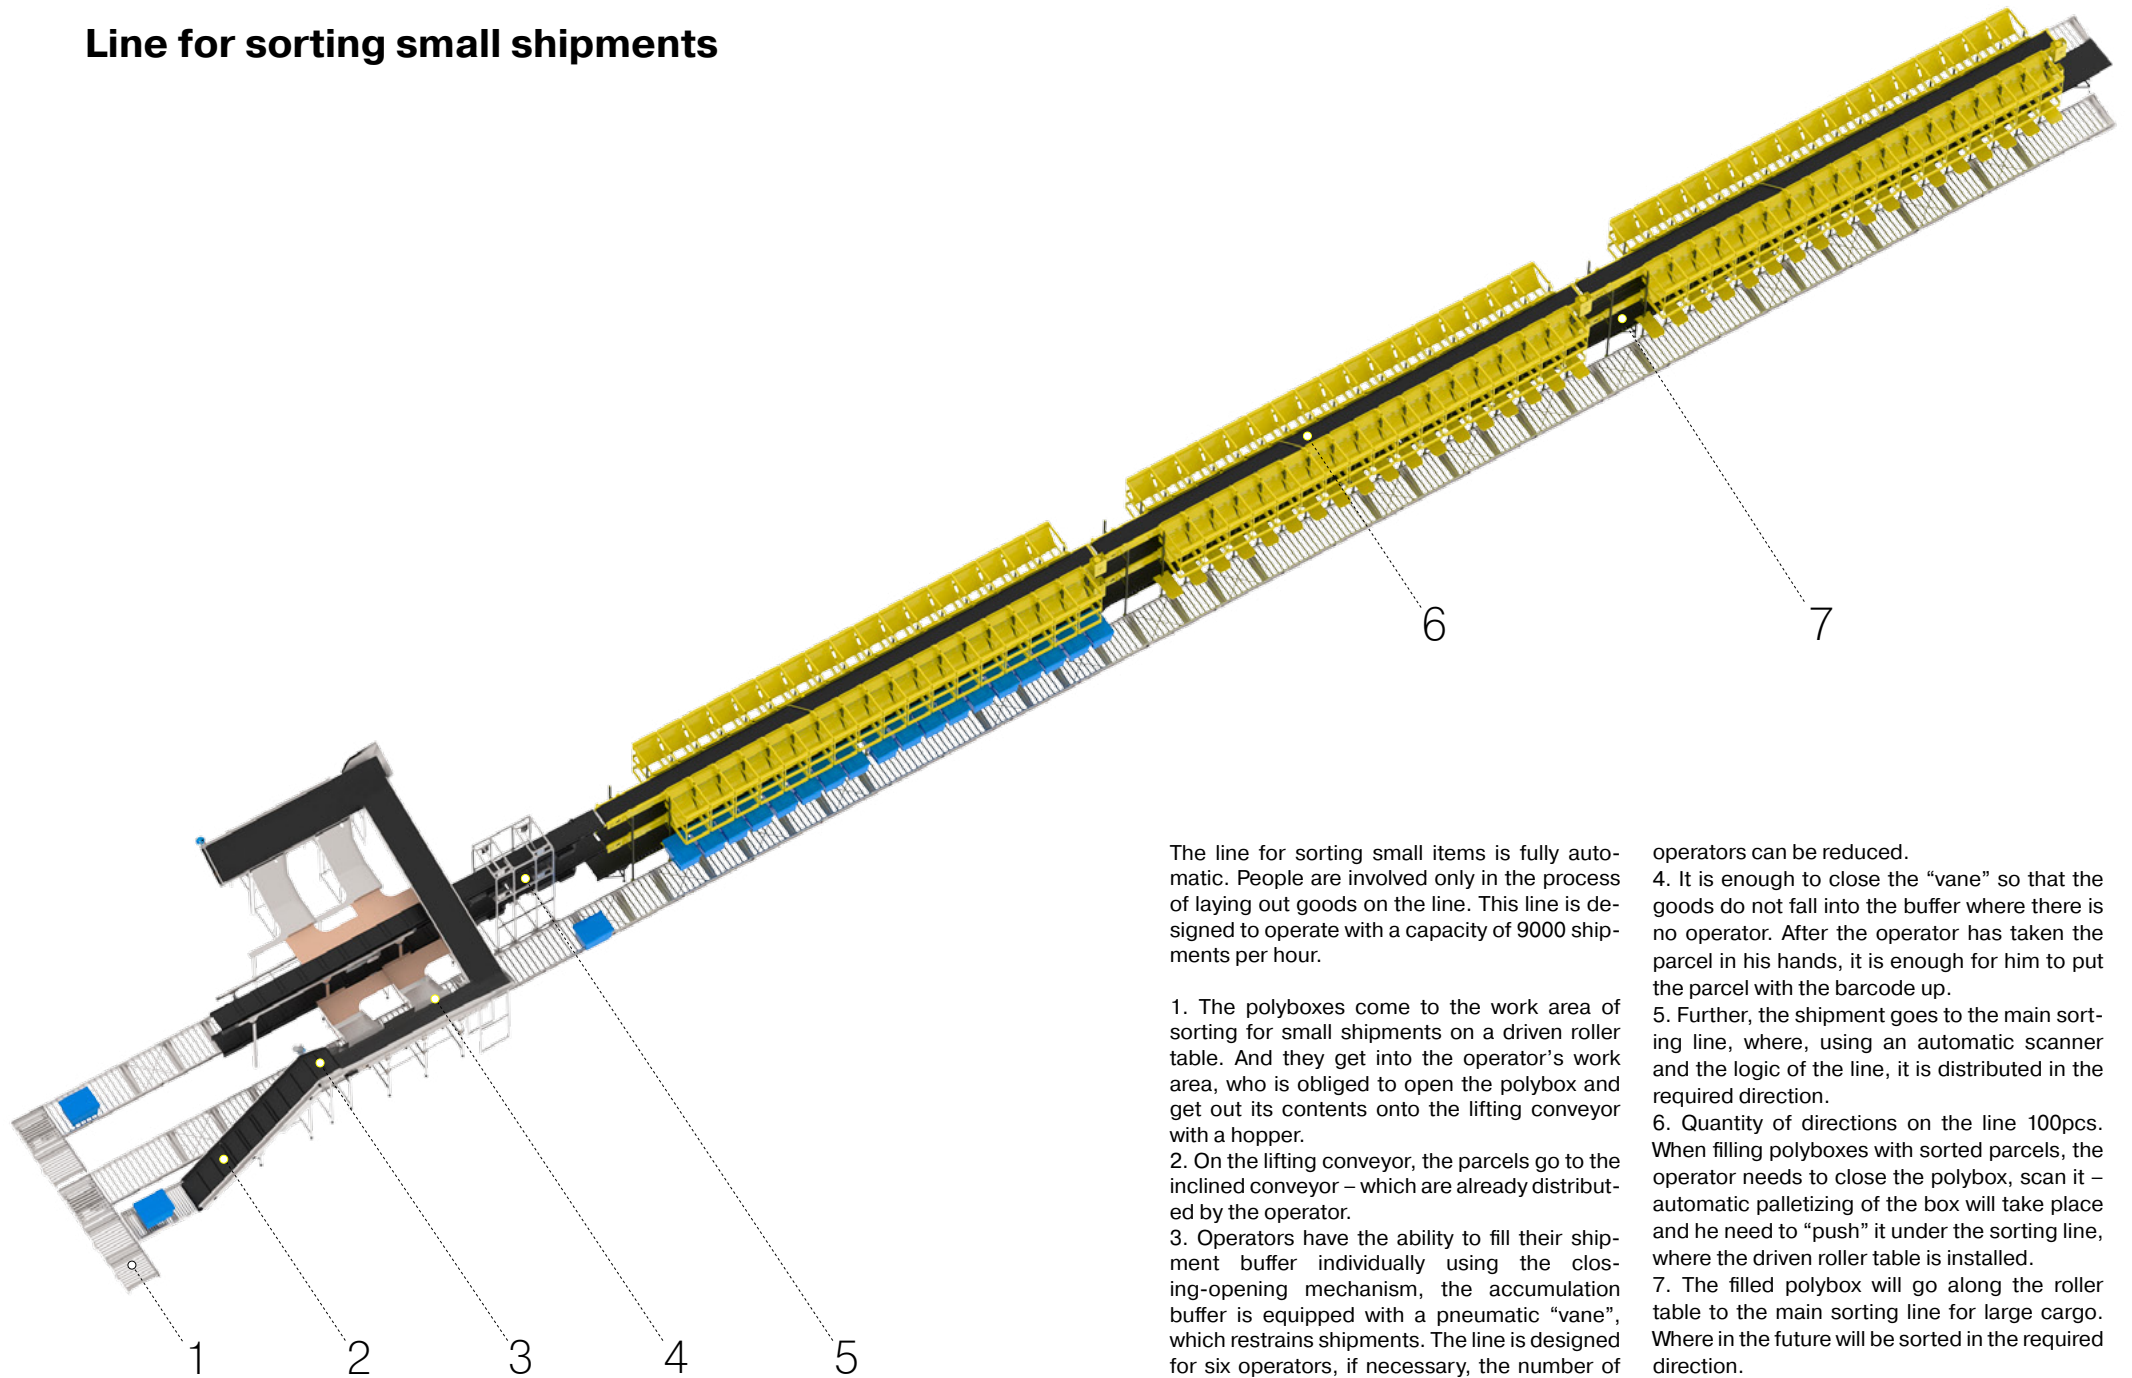 Line for sorting small shipments
6
7
1
2
3
4
5
The line for sorting small items is fully auto-
matic. People are involved only in the process
of laying out goods on the line. This line is de-
signed to operate with a capacity of 9000 ship-
ments per hour.
1. The polyboxes come to the work area of
sorting for small shipments on a driven roller
table. And they get into the operator’s work
area, who is obliged to open the polybox and
get out its contents onto the lifting conveyor
with a hopper.
2. On the lifting conveyor, the parcels go to the
inclined conveyor – which are already distribut-
ed by the operator.
3. Operators have the ability to fill their ship-
ment buffer individually using the clos-
ing-opening mechanism, the accumulation
buffer is equipped with a pneumatic “vane”,
which restrains shipments. The line is designed
for six operators, if necessary, the number of
operators can be reduced.
4. It is enough to close the “vane” so that the
goods do not fall into the buffer where there is
no operator. After the operator has taken the
parcel in his hands, it is enough for him to put
the parcel with the barcode up.
5. Further, the shipment goes to the main sort-
ing line, where, using an automatic scanner
and the logic of the line, it is distributed in the
required direction.
6. Quantity of directions on the line 100pcs.
When filling polyboxes with sorted parcels, the
operator needs to close the polybox, scan it –
automatic palletizing of the box will take place
and he need to “push” it under the sorting line,
where the driven roller table is installed.
7. The filled polybox will go along the roller
table to the main sorting line for large cargo.
Where in the future will be sorted in the required
direction.